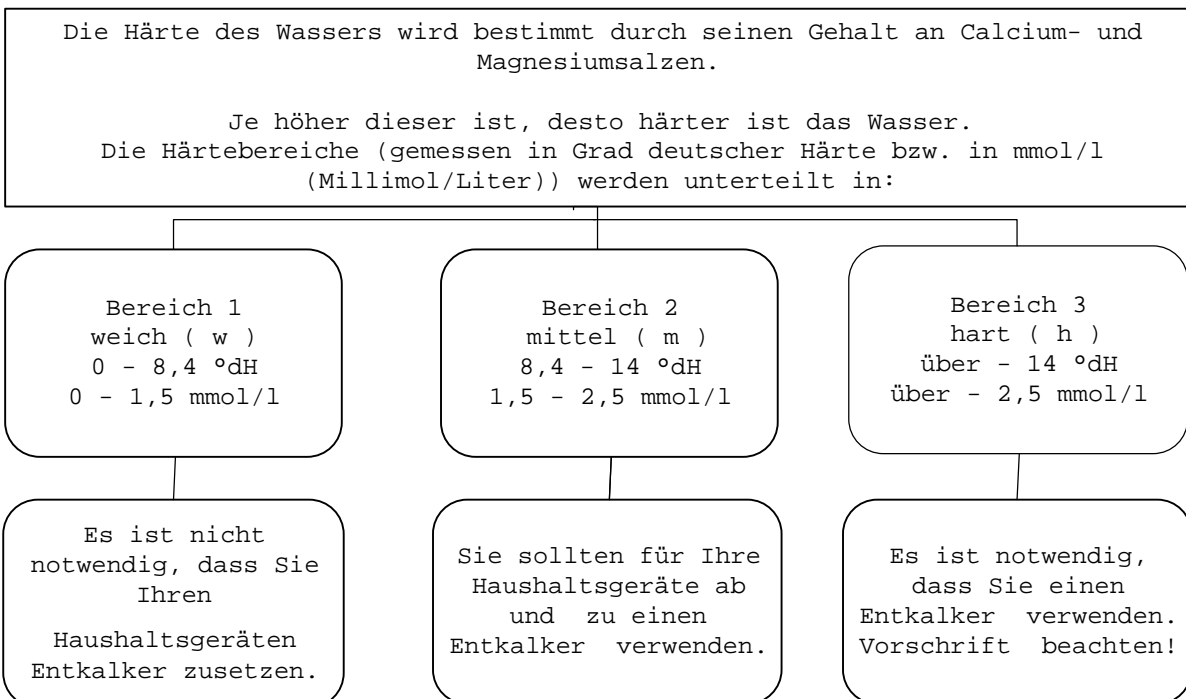 Die Härte des Wassers wird bestimmt durch seinen Gehalt an Calcium- und
Magnesiumsalzen.
Je höher dieser ist, desto härter ist das Wasser.
Die Härtebereiche (gemessen in Grad deutscher Härte bzw. in mmol/l
(Millimol/Liter)) werden unterteilt in:
Bereich 1
weich ( w )
0 - 8,4 °dH
0 - 1,5 mmol/l
Bereich 2
mittel ( m )
8,4 - 14 °dH
1,5 - 2,5 mmol/l
Bereich 3
hart ( h )
über - 14 °dH
über - 2,5 mmol/l
Es ist nicht
notwendig, dass Sie
Ihren
Haushaltsgeräten
Entkalker zusetzen.
Sie sollten für Ihre
Haushaltsgeräte ab
und zu einen
Entkalker verwenden.
Es ist notwendig,
dass Sie einen
Entkalker verwenden.
Vorschrift beachten!